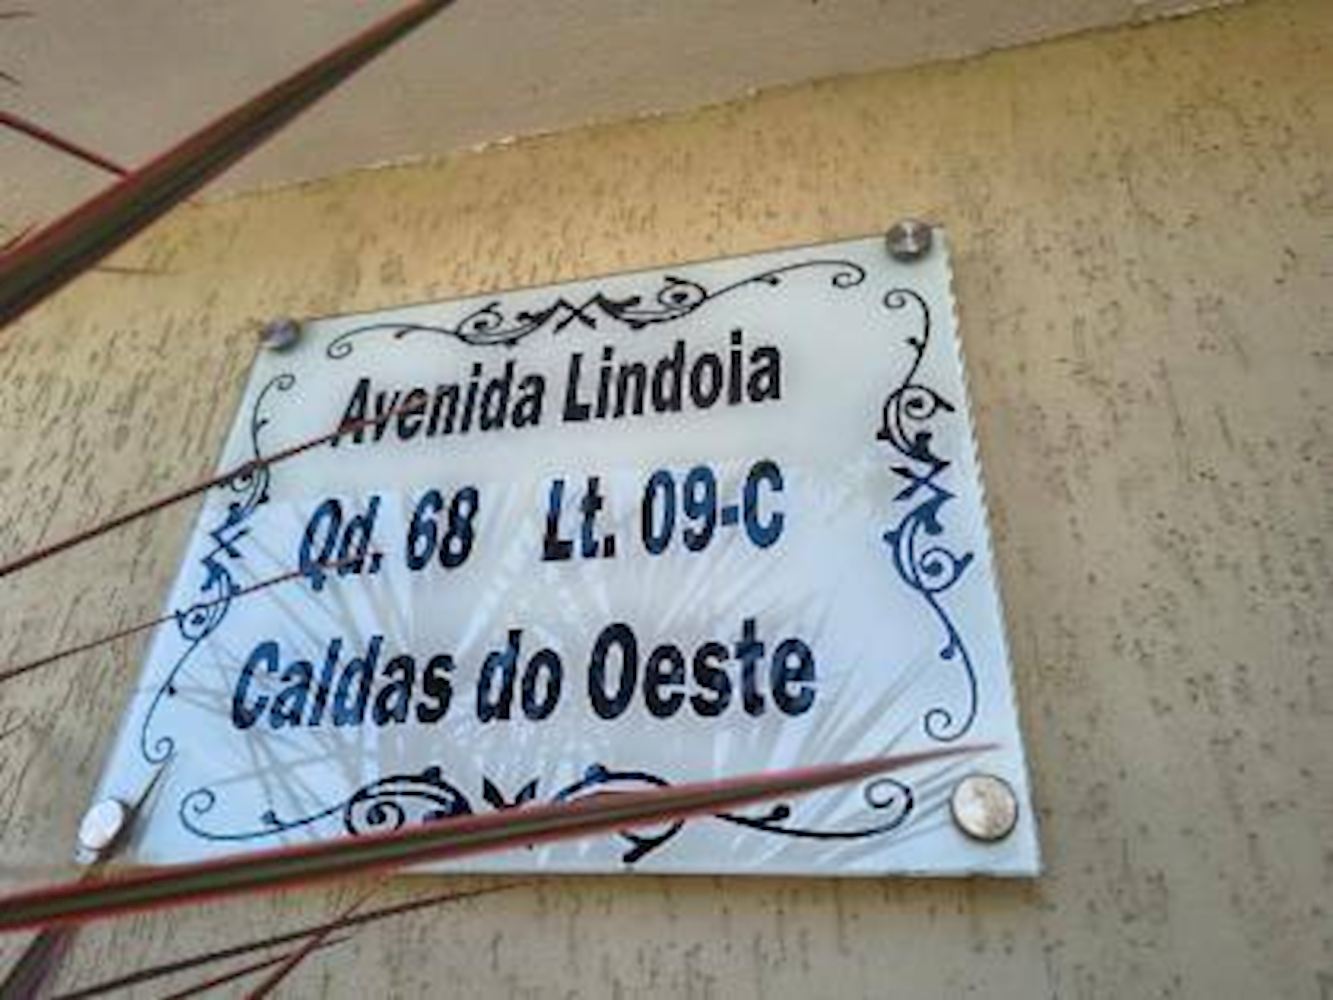 Avenida Lindoia
Qd. 68 Lt. 09-C
Caldas do Oeste